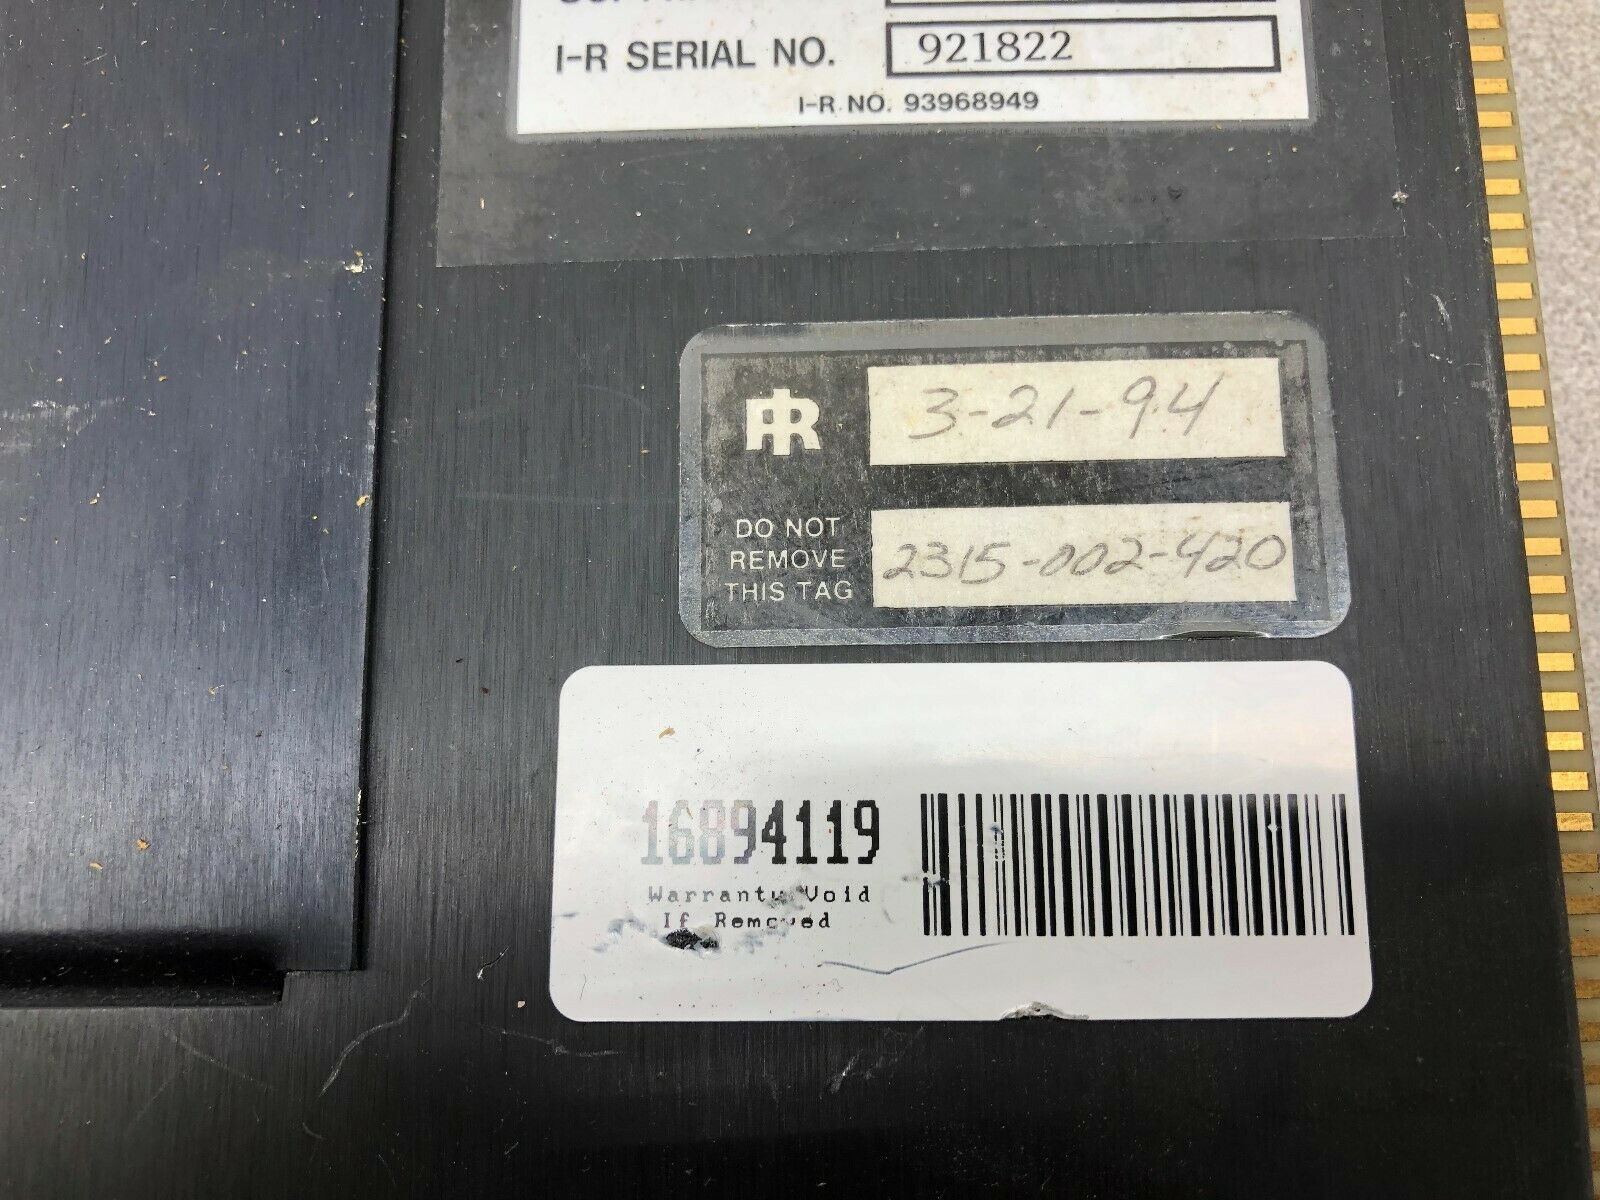 I-R SERIAL NO. 921822
I-R NO. 93968949
IR 3-21-94
DO NOT
REMOVE
THIS TAG
2315-002-420
16894119
Warranty Void
If Removed